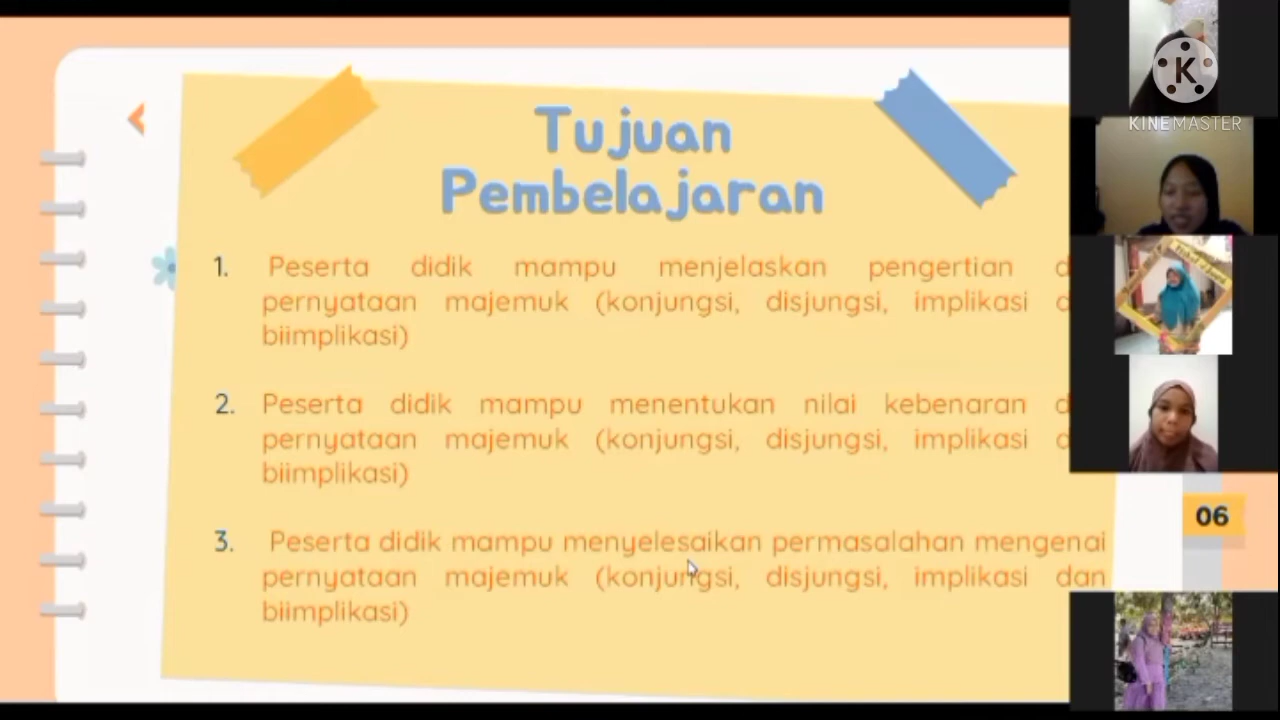 Tujuan
Pembelajaran
1. Peserta didik mampu menjelaskan pengertian
pernyataan majemuk (konjungsi, disjungsi, implikasi
biimplikasi)
2. Peserta didik mampu menentukan nilai kebenaran
pernyataan majemuk (konjungsi, disjungsi, implikasi
biimplikasi)
3. Peserta didik mampu menyelesaikan permasalahan mengenai
pernyataan majemuk (konjungsi, disjungsi, implikasi dan
biimplikasi)
06
K
KINEMASTER